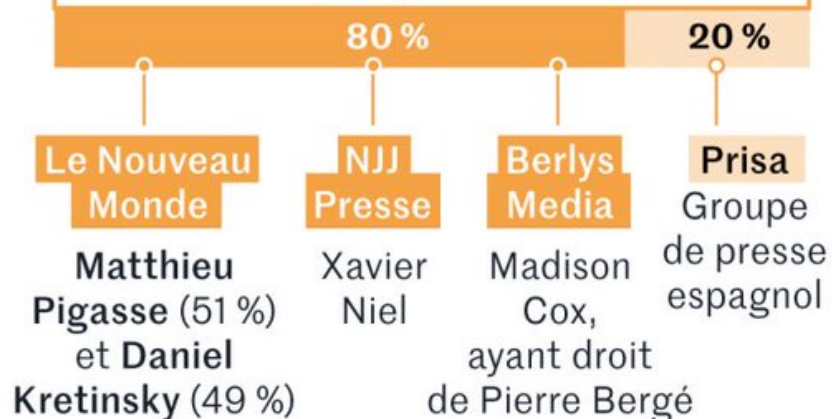 80 %
20 %
Le Nouveau
Monde
Matthieu
Pigasse (51 %)
et Daniel
Kretinsky (49 %)
NJJ
Presse
Xavier
Niel
Berlys
Media
Madison
Cox,
ayant droit
de Pierre Bergé
Prisa
Groupe
de presse
espagnol